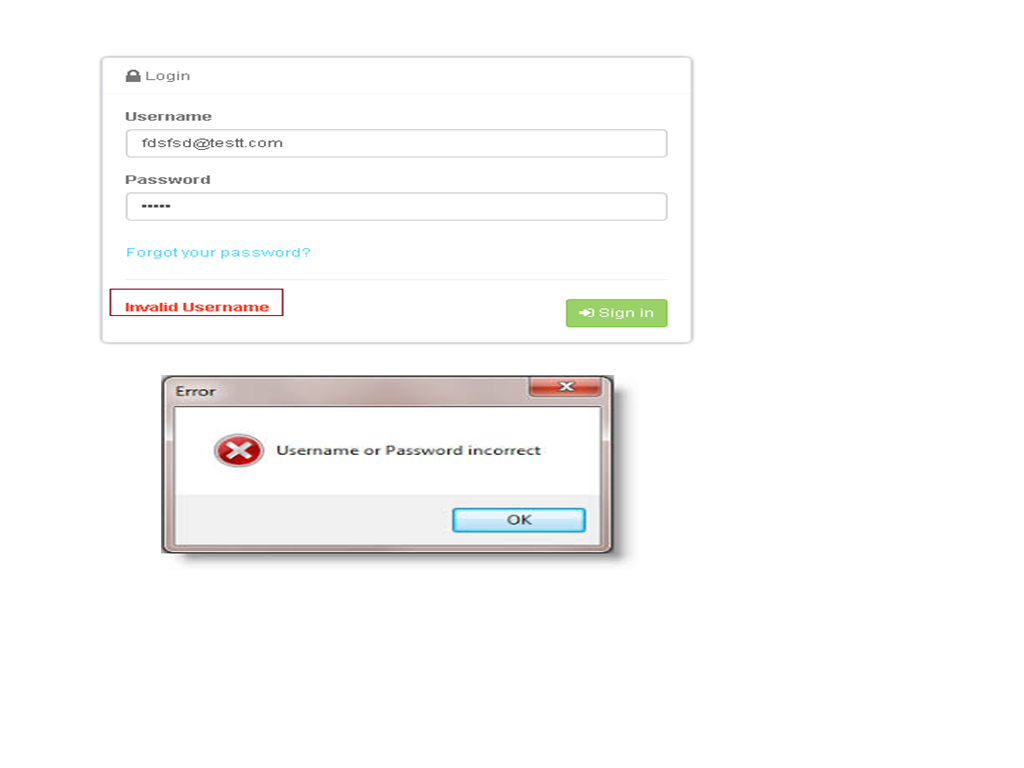 Login
Username
fdsfsd@testt.com
Password
•••••
Forgot your password?
Invalid Username
Sign in
Error
Username or Password incorrect
OK